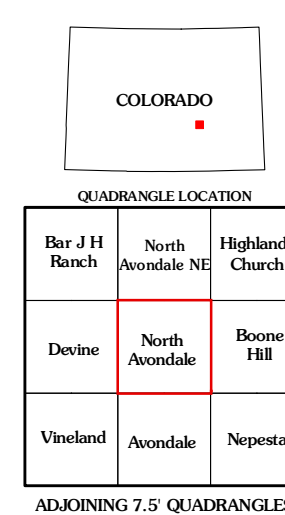 COLORADO
QUADRANGLE LOCATION
Bar J H
Ranch
North
Avondale NE
Highland
Church
Devine
North
Avondale
Boone
Hill
Vineland
Avondale
Nepesta
ADJOINING 7.5' QUADRANGLES